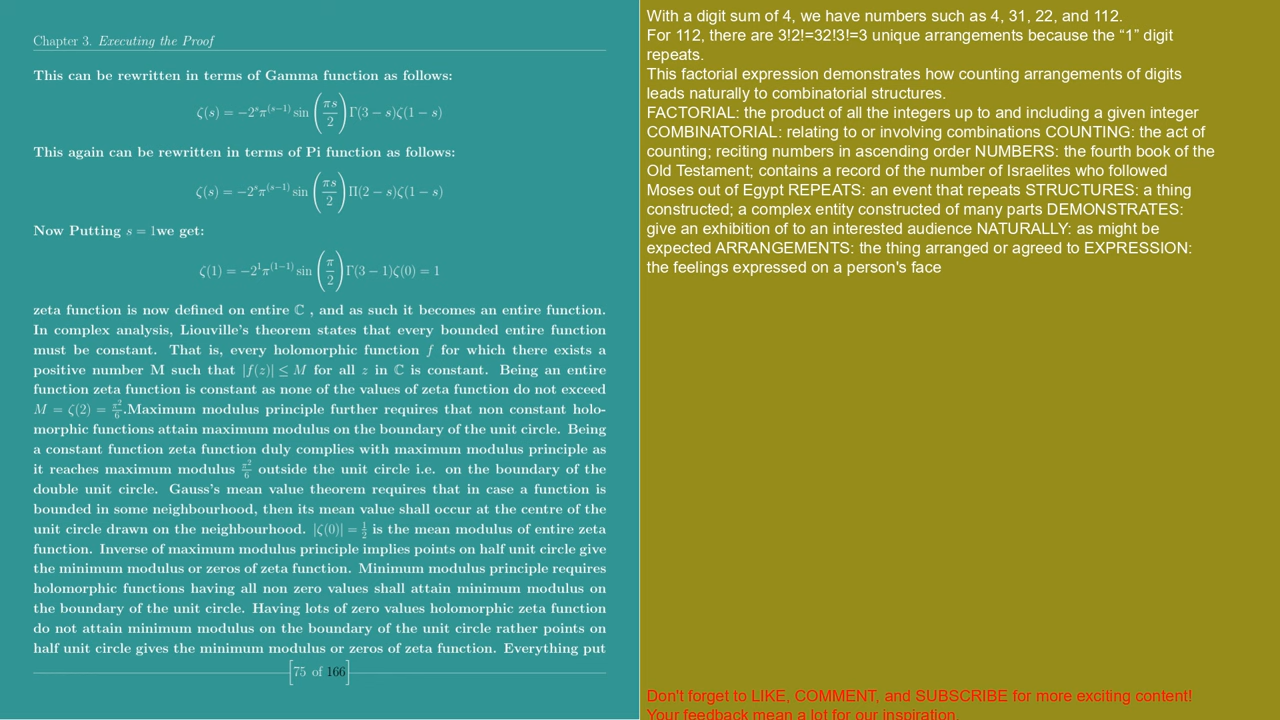 Chapter 3. Executing the Proof
This can be rewritten in terms of Gamma function as follows:
ζ(s) = −2^s π^(s−1) sin(πs/2)Γ(3 − s)ζ(1 − s)
This again can be rewritten in terms of Pi function as follows:
ζ(s) = −2^s π^(s−1) sin(πs/2)Π(2 − s)ζ(1 − s)
Now Putting s = 1we get:
ζ(1) = −2^1 π^(1−1) sin(π/2)Γ(3 − 1)ζ(0) = 1
zeta function is now defined on entire ℂ , and as such it becomes an entire function.
In complex analysis, Liouville's theorem states that every bounded entire function
must be constant. That is, every holomorphic function f for which there exists a
positive number M such that |f(z)| ≤ M for all z in ℂ is constant. Being an entire
function zeta function is constant as none of the values of zeta function do not exceed
M = ζ(2) = π²/6.Maximum modulus principle further requires that non constant holo-
morphic functions attain maximum modulus on the boundary of the unit circle. Being
a constant function zeta function duly complies with maximum modulus principle as
it reaches maximum modulus π²/6 outside the unit circle i.e. on the boundary of the
double unit circle. Gauss's mean value theorem requires that in case a function is
bounded in some neighbourhood, then its mean value shall occur at the centre of the
unit circle drawn on the neighbourhood. |ζ(0)| = 1/2 is the mean modulus of entire zeta
function. Inverse of maximum modulus principle implies points on half unit circle give
the minimum modulus or zeros of zeta function. Minimum modulus principle requires
holomorphic functions having all non zero values shall attain minimum modulus on
the boundary of the unit circle. Having lots of zero values holomorphic zeta function
do not attain minimum modulus on the boundary of the unit circle rather points on
half unit circle gives the minimum modulus or zeros of zeta function. Everything put
75 of 166
With a digit sum of 4, we have numbers such as 4, 31, 22, and 112.
For 112, there are 3!2!=32!3!=3 unique arrangements because the “1” digit
repeats.
This factorial expression demonstrates how counting arrangements of digits
leads naturally to combinatorial structures.
FACTORIAL: the product of all the integers up to and including a given integer
COMBINATORIAL: relating to or involving combinations COUNTING: the act of
counting; reciting numbers in ascending order NUMBERS: the fourth book of the
Old Testament; contains a record of the number of Israelites who followed
Moses out of Egypt REPEATS: an event that repeats STRUCTURES: a thing
constructed; a complex entity constructed of many parts DEMONSTRATES:
give an exhibition of to an interested audience NATURALLY: as might be
expected ARRANGEMENTS: the thing arranged or agreed to EXPRESSION:
the feelings expressed on a person's face
Don't forget to LIKE, COMMENT, and SUBSCRIBE for more exciting content!
Your feedback mean a lot for our inspiration.